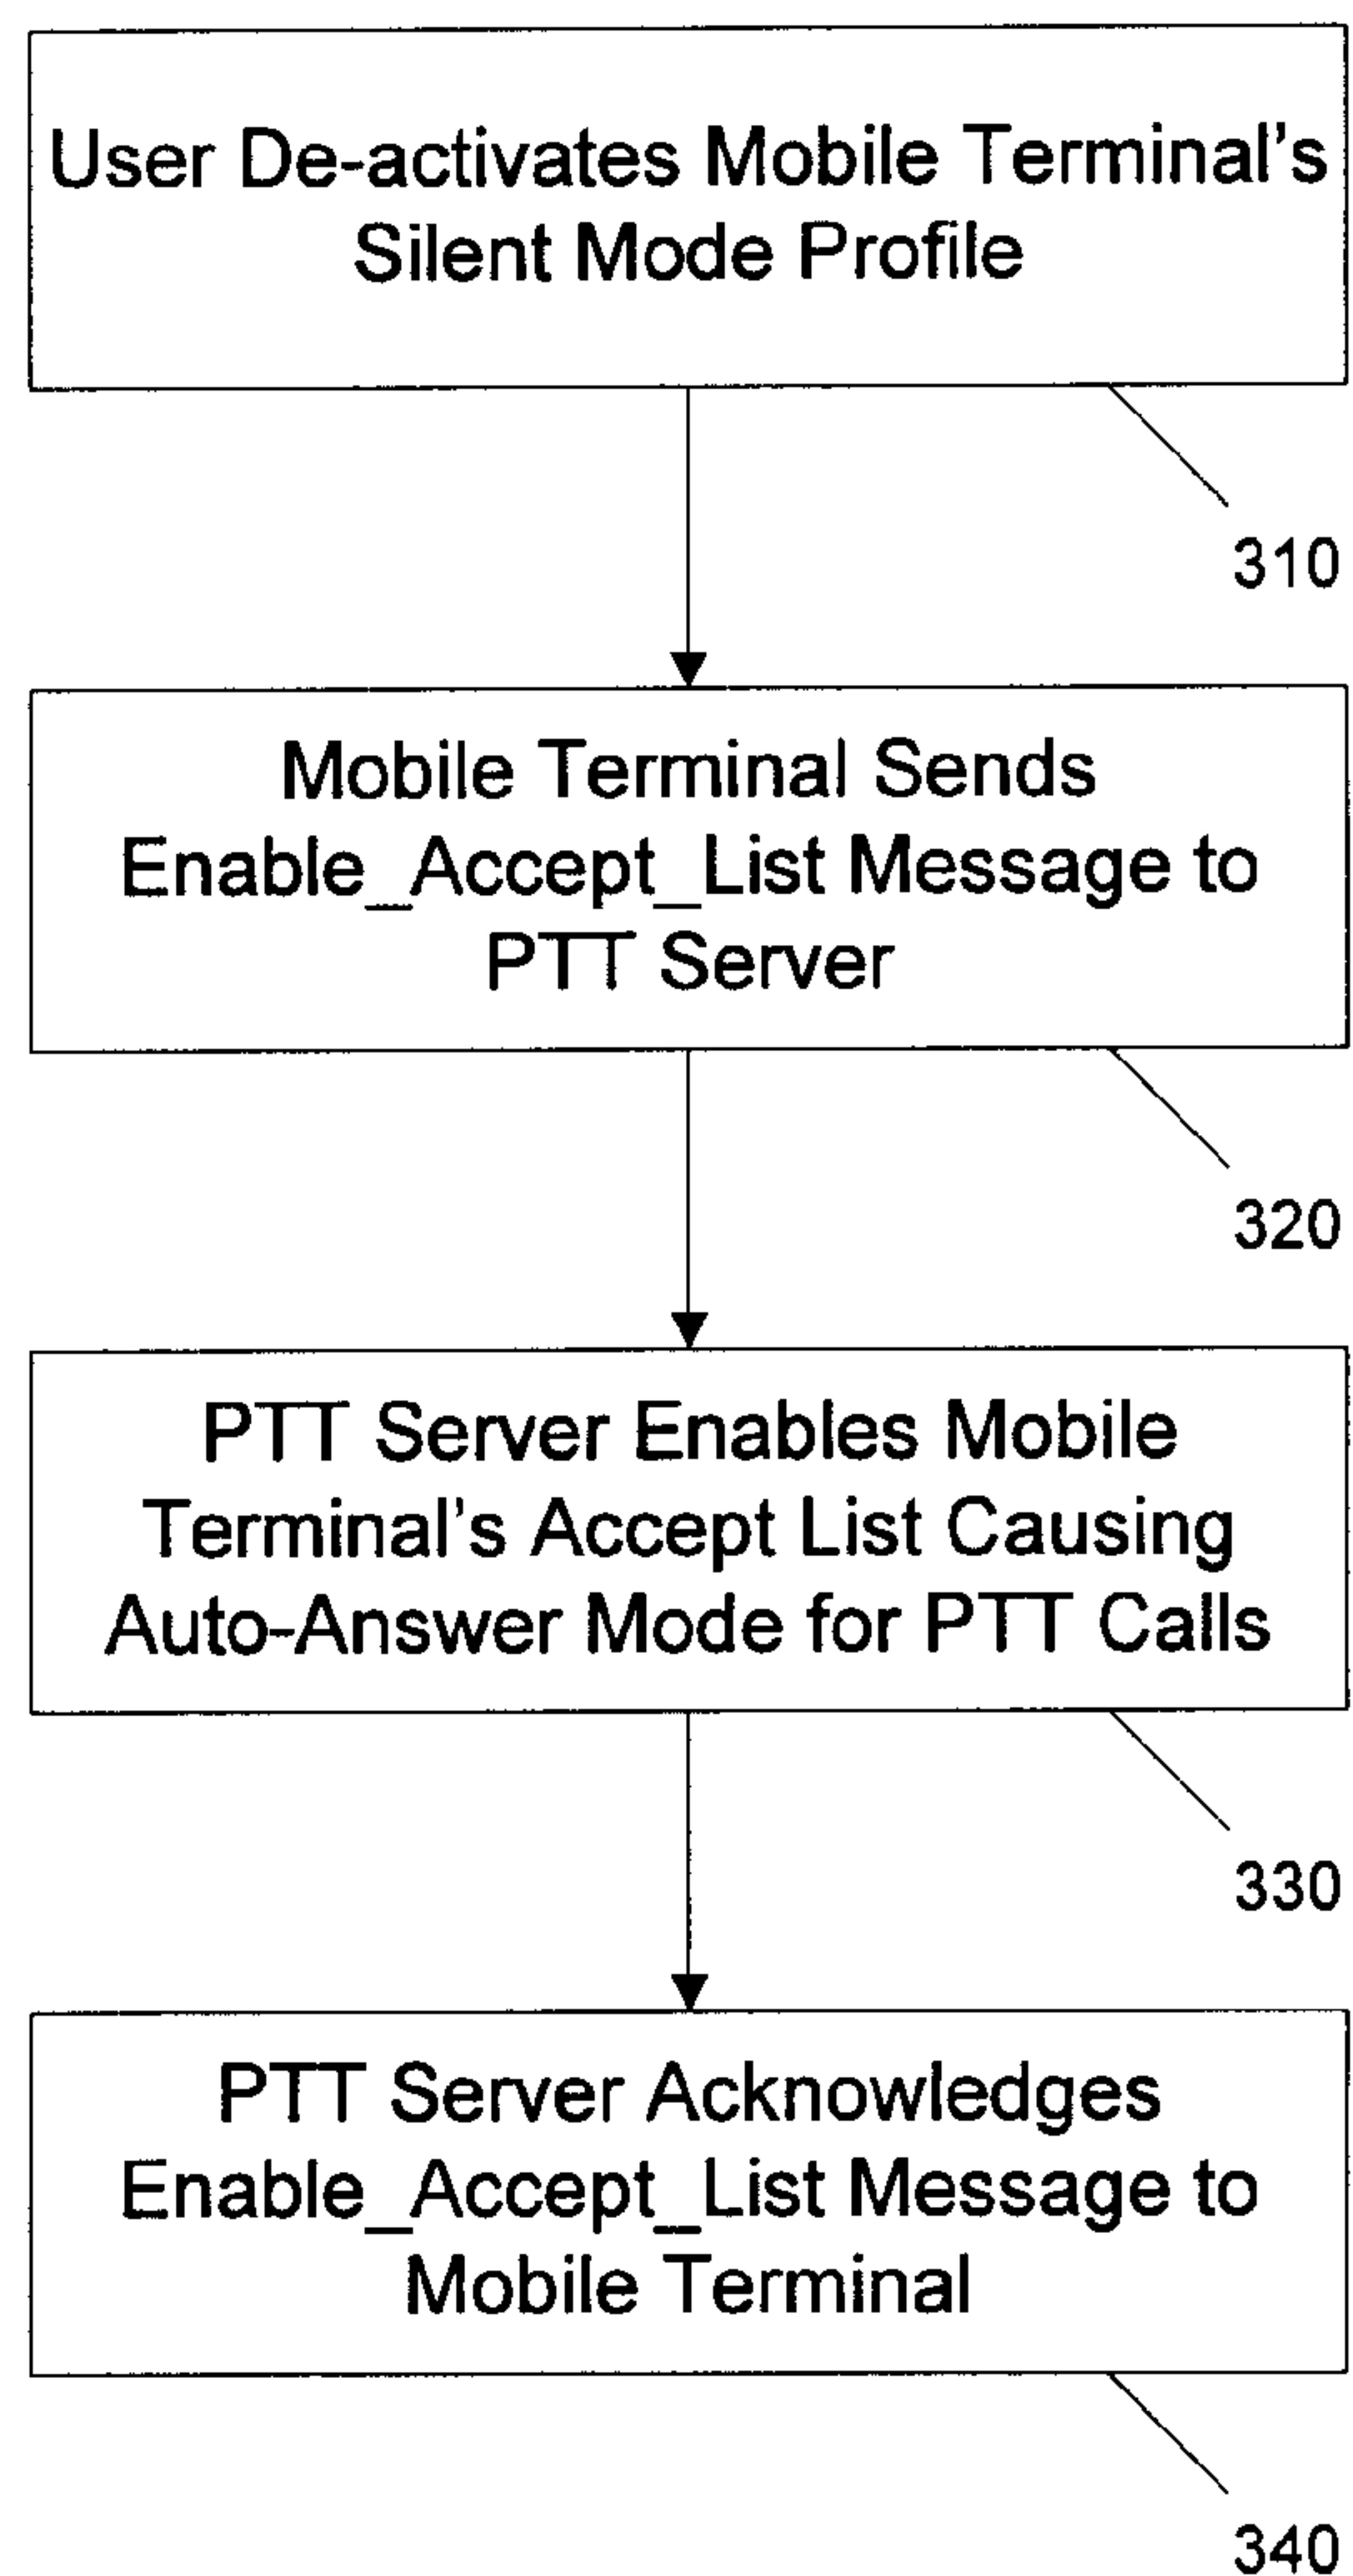 User De-activates Mobile Terminal's
Silent Mode Profile
310
Mobile Terminal Sends
Enable_Accept_List Message to
PTT Server
320
PTT Server Enables Mobile
Terminal's Accept List Causing
Auto-Answer Mode for PTT Calls
330
PTT Server Acknowledges
Enable_Accept_List Message to
Mobile Terminal
340